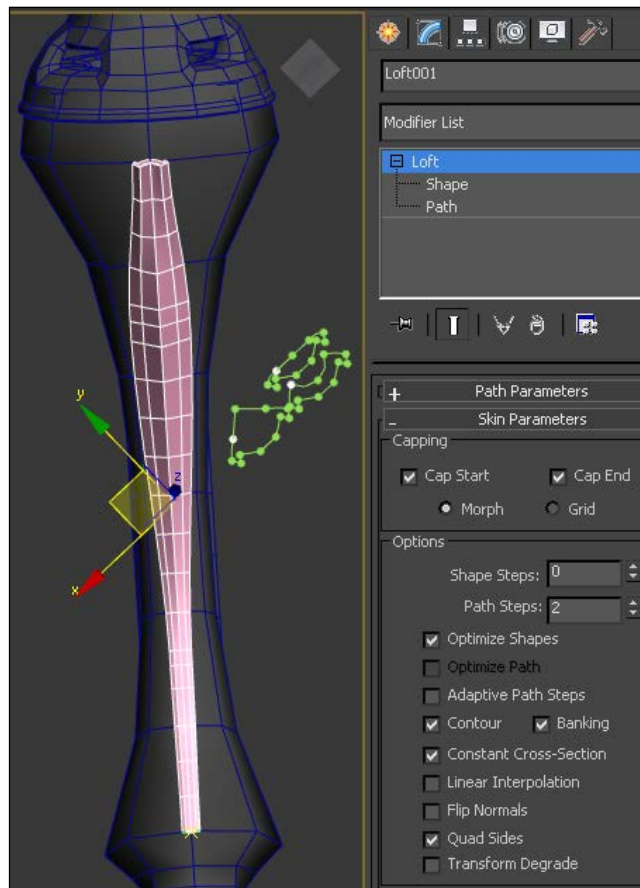 Loft001
Modifier List
Loft
Shape
Path
y
z
x
+ Path Parameters
- Skin Parameters
Capping
Cap Start Cap End
Morph Grid
Options
Shape Steps: 0
Path Steps: 2
Optimize Shapes
Optimize Path
Adaptive Path Steps
Contour Banking
Constant Cross-Section
Linear Interpolation
Flip Normals
Quad Sides
Transform Degrade